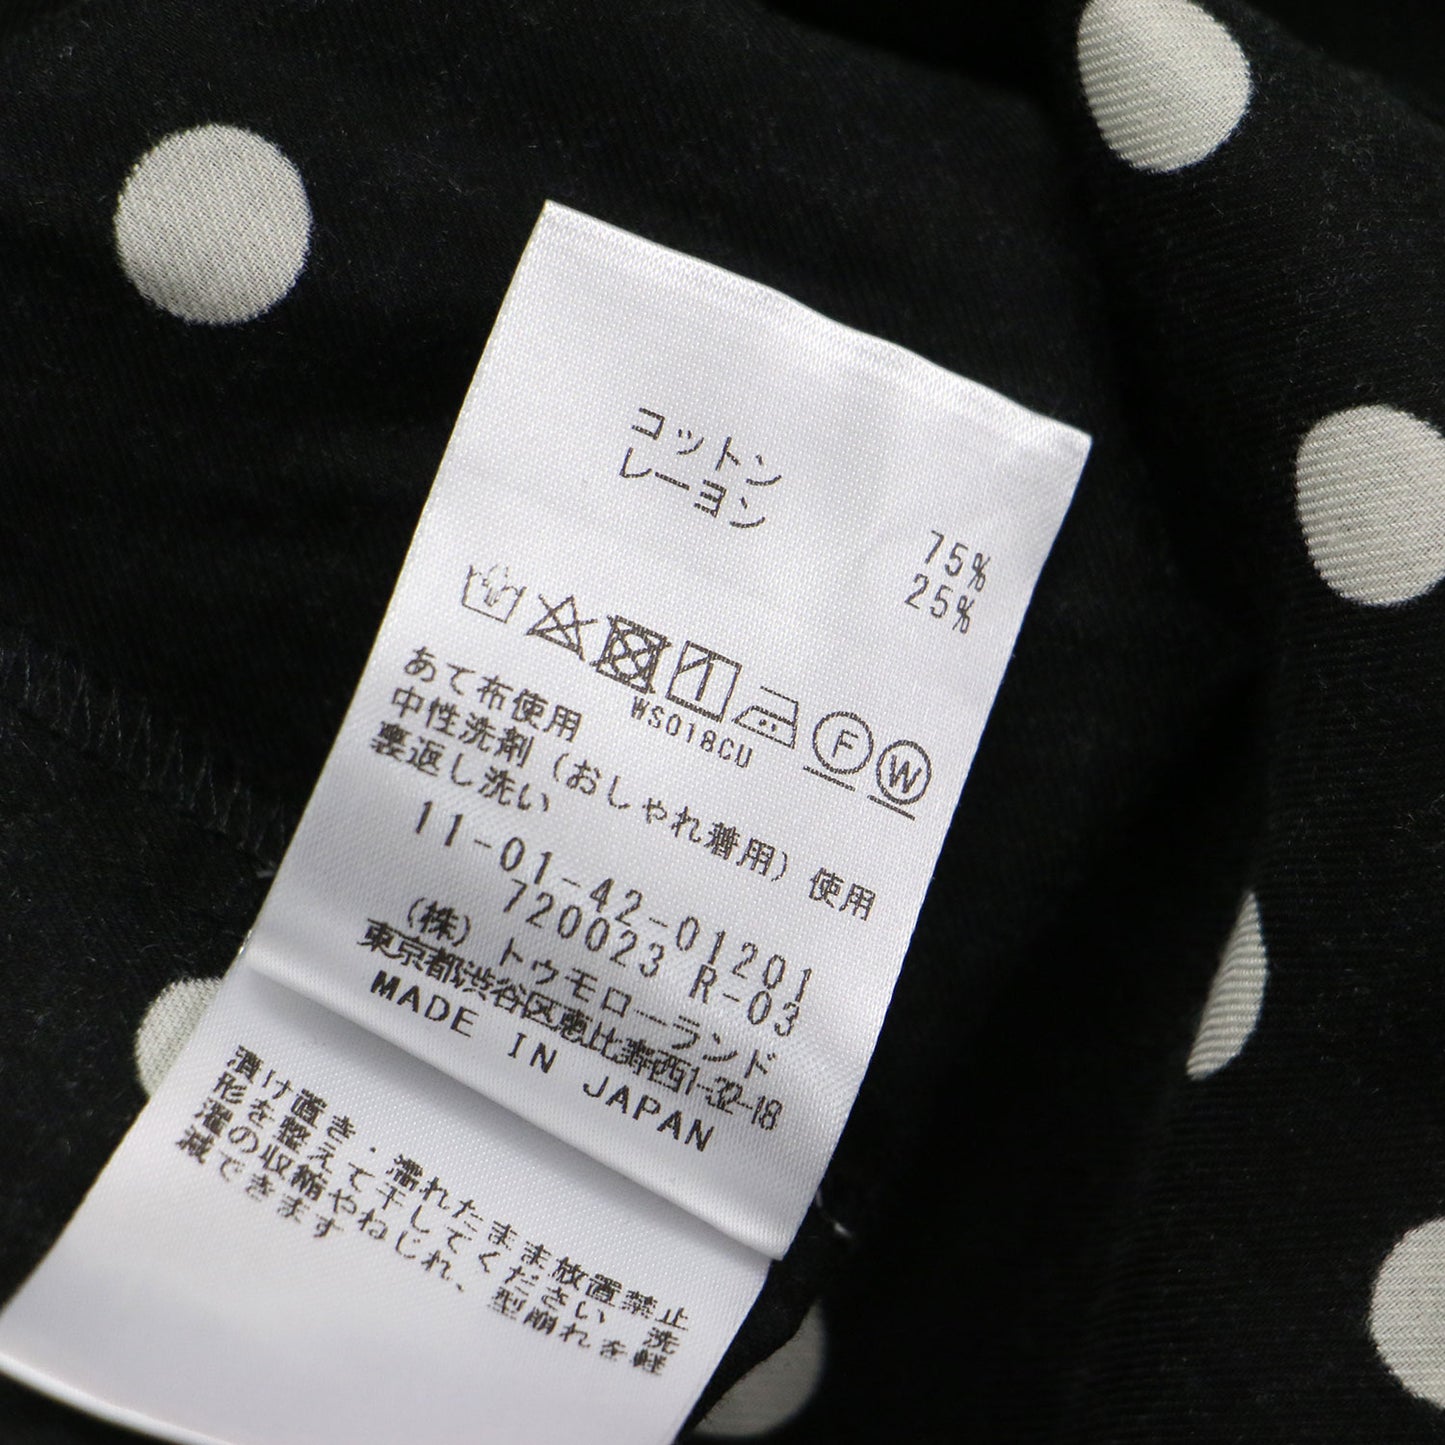 コットン 75%
レーヨン 25%
F W
WS018CU
あて布使用
中性洗剤（おしゃれ着用）使用
裏返し洗い
11-01-42-01201
720023 R-03
（株）トゥモローランド
東京都渋谷区恵比寿西1-32-18
MADE IN JAPAN
漬け置き・濡れたまま放置禁止
形を整えて干してください 洗
濯の収縮やねじれ、型崩れを軽
減できます